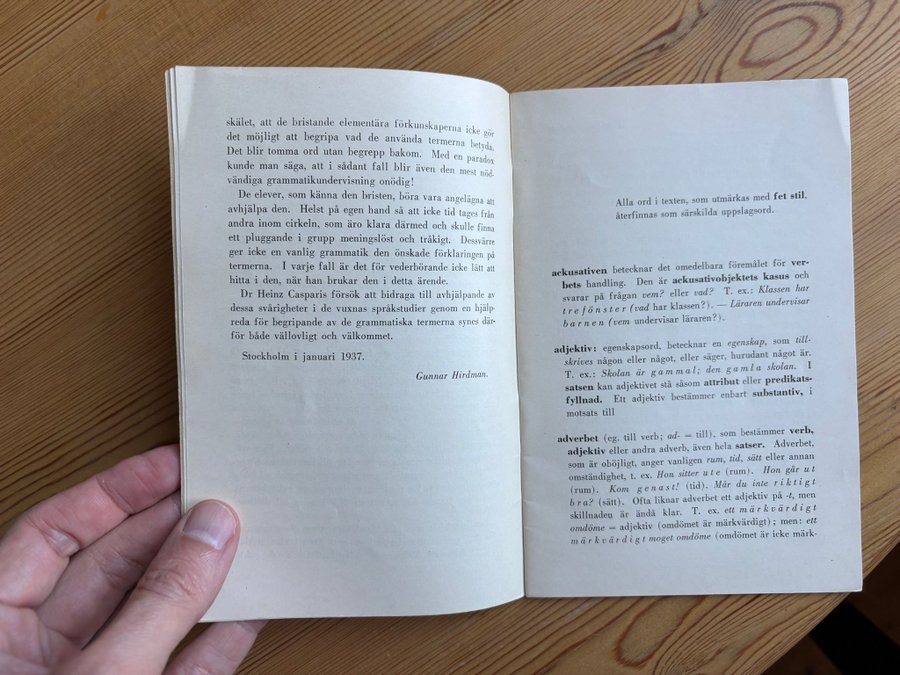 skälet, att de bristande elementära förkunskaperna icke gör
det möjligt att begripa vad de använda termerna betyda.
Det blir tomma ord utan begrepp bakom. Med en paradox
kunde man säga, att i sådant fall blir även den mest nöd-
vändiga grammatikundervisning onödig!
De elever, som känna den bristen, böra vara angelägna att
avhjälpa den. Helst på egen hand så att icke tid tages från
andra inom cirkeln, som äro klara därmed och skulle finna
ett pluggande i grupp meningslöst och tråkigt. Dessvärre
ger icke en vanlig grammatik den önskade förklaringen på
termerna. I varje fall är det för vederbörande icke lätt att
hitta i den, när han brukar den i detta ärende.
Dr Heinz Casparis försök att bidraga till avhjälpande av
dessa svårigheter i de vuxnas språkstudier genom en hjälp-
reda för begripande av de grammatiska termerna synes där-
för både vällovligt och välkommet.
Stockholm i januari 1937.
Gunnar Hirdman.
Alla ord i texten, som utmärkas med fet stil,
återfinnas som särskilda uppslagsord.
ackusativen betecknar det omedelbara föremålet för ver-
bets handling. Den är ackusativobjektets kasus och
svarar på frågan vem? eller vad? T. ex.: Klassen har
tre fönster (vad har klassen?). — Läraren undervisar
barnen (vem undervisar läraren?).
adjektiv: egenskapsord, betecknar en egenskap, som till-
skrives någon eller något, eller säger, hurudant något är.
T. ex.: Skolan är gammal; den gamla skolan. I
satsen kan adjektivet stå såsom attribut eller predikats-
fyllnad. Ett adjektiv bestämmer enbart substantiv, i
motsats till
adverbet (eg. till verb; ad- = till), som bestämmer verb,
adjektiv eller andra adverb, även hela satser. Adverbet,
som är oböjligt, anger vanligen rum, tid, sätt eller annan
omständighet, t. ex. Hon sitter ute (rum). Hon går ut
(rum). Kom genast! (tid). Mår du inte riktigt
bra? (sätt). Ofta liknar adverbet ett adjektiv på -t, men
skillnaden är ändå klar. T. ex. ett märkvärdigt
omdöme = adjektiv (omdömet är märkvärdigt); men: ett
märkvärdigt moget omdöme (omdömet är icke märk-